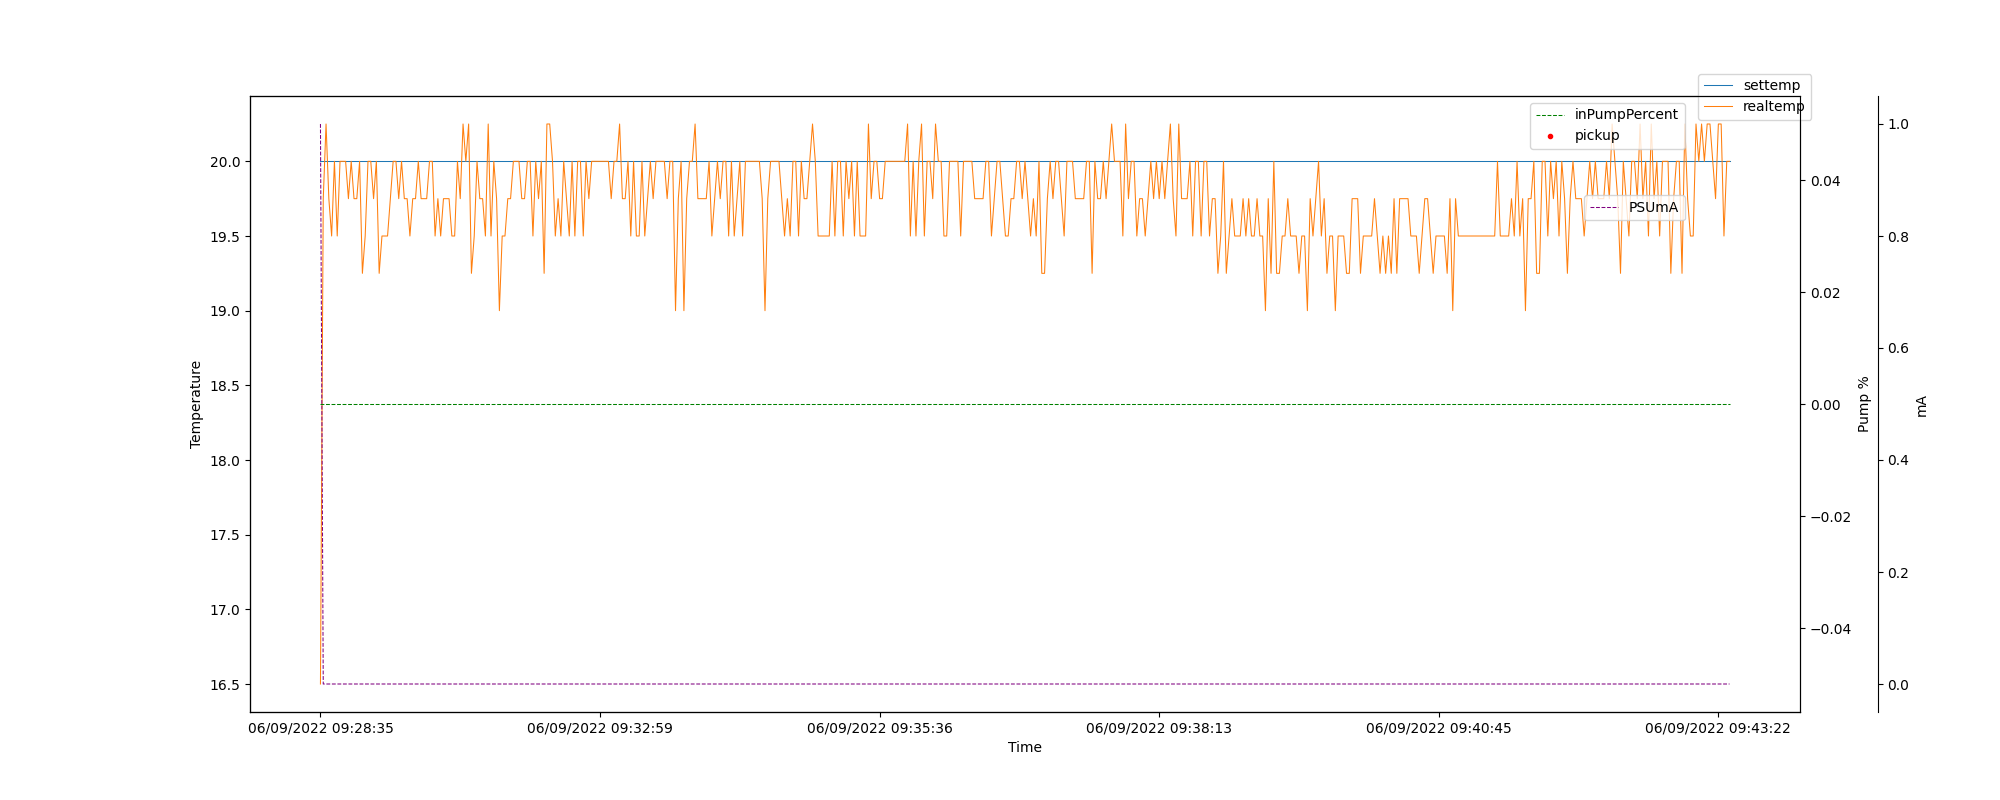 settemp
realtemp
inPumpPercent
pickup
PSUmA
20.0
19.5
19.0
18.5
18.0
17.5
17.0
16.5
Temperature
0.04
0.02
0.00
−0.02
−0.04
Pump %
1.0
0.8
0.6
0.4
0.2
0.0
mA
06/09/2022 09:28:35
06/09/2022 09:32:59
06/09/2022 09:35:36
06/09/2022 09:38:13
06/09/2022 09:40:45
06/09/2022 09:43:22
Time